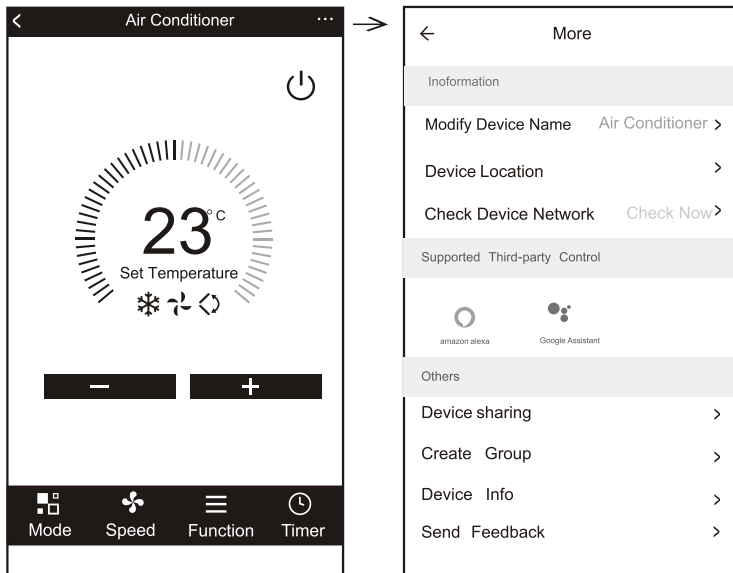 Air Conditioner ...
23°C
Set Temperature
Mode Speed Function Timer
More
Inoformation
Modify Device Name Air Conditioner >
Device Location >
Check Device Network Check Now >
Supported Third-party Control
amazon alexa Google Assistant
Others
Device sharing >
Create Group >
Device Info >
Send Feedback >